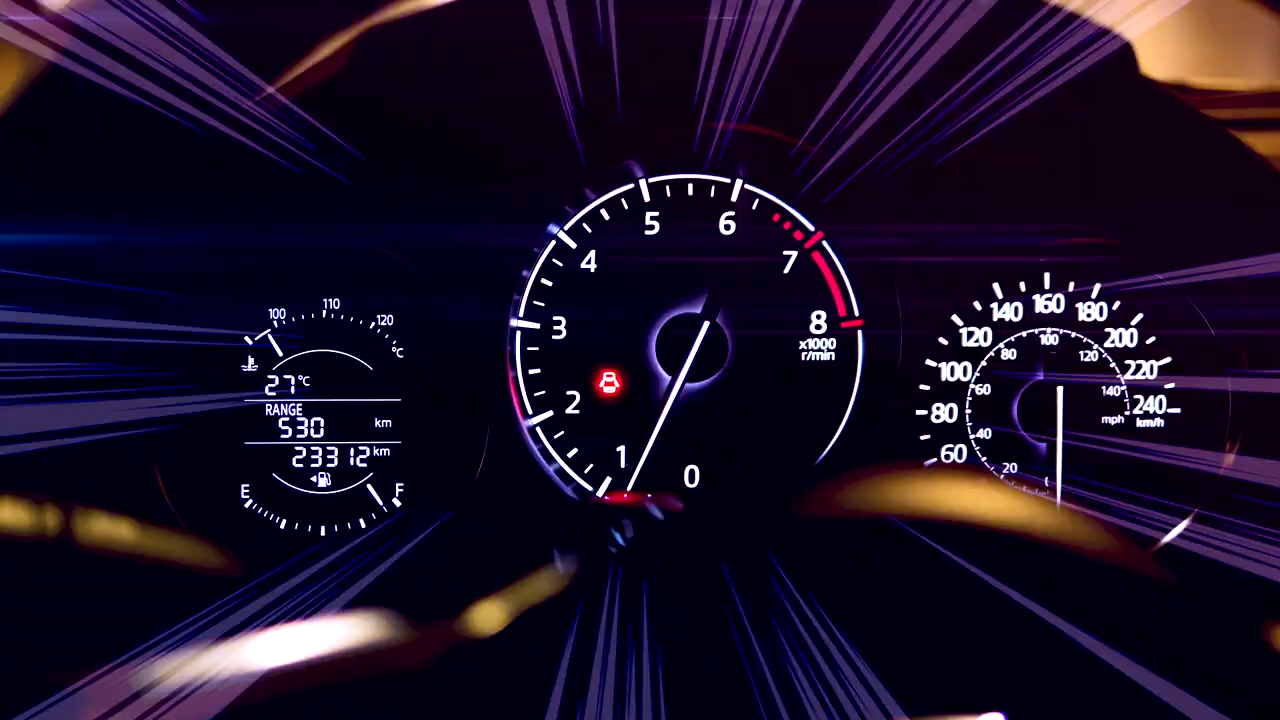 100 110 120
°C
27°C
RANGE
530 km
23312 km
E F
5 6
4 7
3 8
x1000
r/min
2
1 0
140 160 180
120 200
100 220
80 240
km/h
60
100
80 120
60 140
mph
40
20